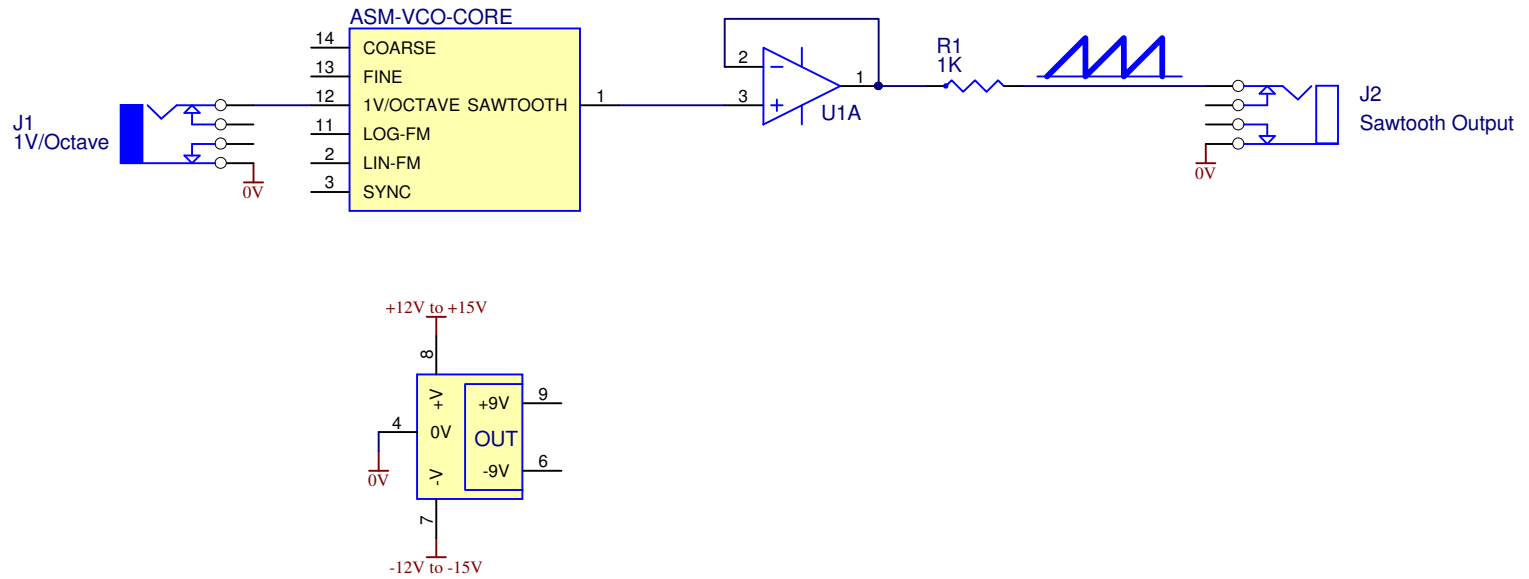 ASM-VCO-CORE
14 COARSE
13 FINE
12 1V/OCTAVE SAWTOOTH 1
11 LOG-FM
2 LIN-FM
3 SYNC
J1
1V/Octave
0V
2
3
1
U1A
R1
1K
J2
Sawtooth Output
0V
+12V to +15V
8
+V
4 0V
0V
-V
7
-12V to -15V
+9V 9
OUT
-9V 6